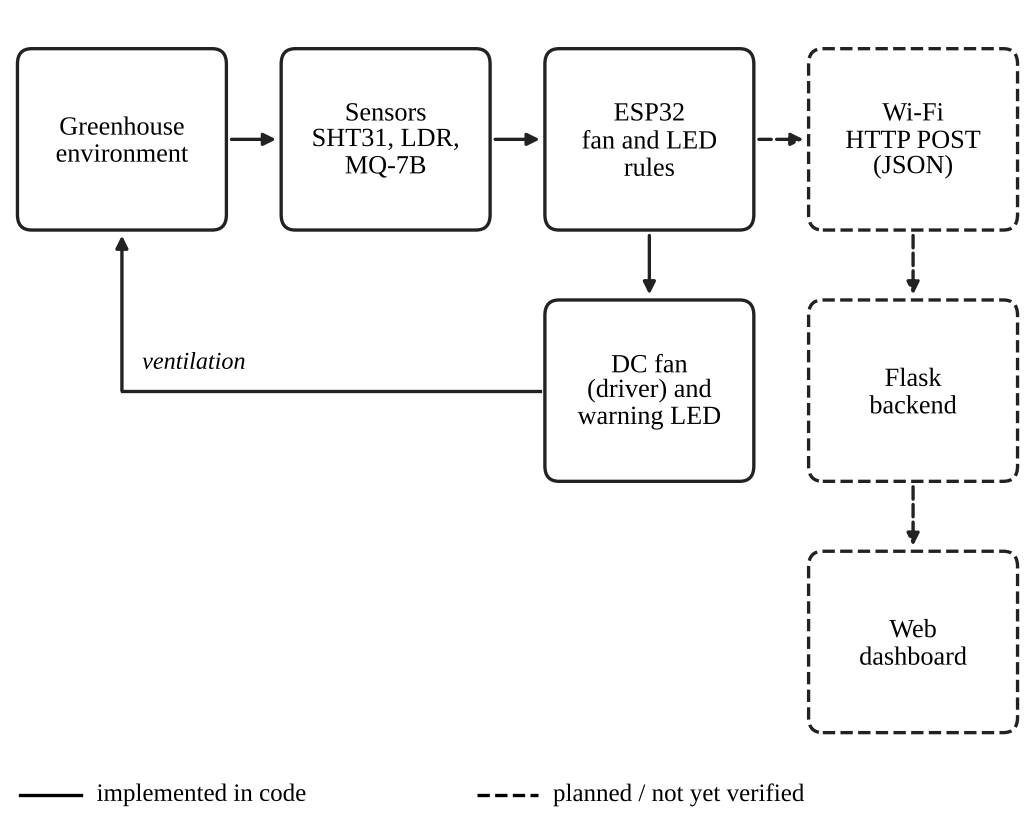 Greenhouse
environment
Sensors
SHT31, LDR,
MQ-7B
ESP32
fan and LED
rules
Wi-Fi
HTTP POST
(JSON)
ventilation
DC fan
(driver) and
warning LED
Flask
backend
Web
dashboard
implemented in code
planned / not yet verified